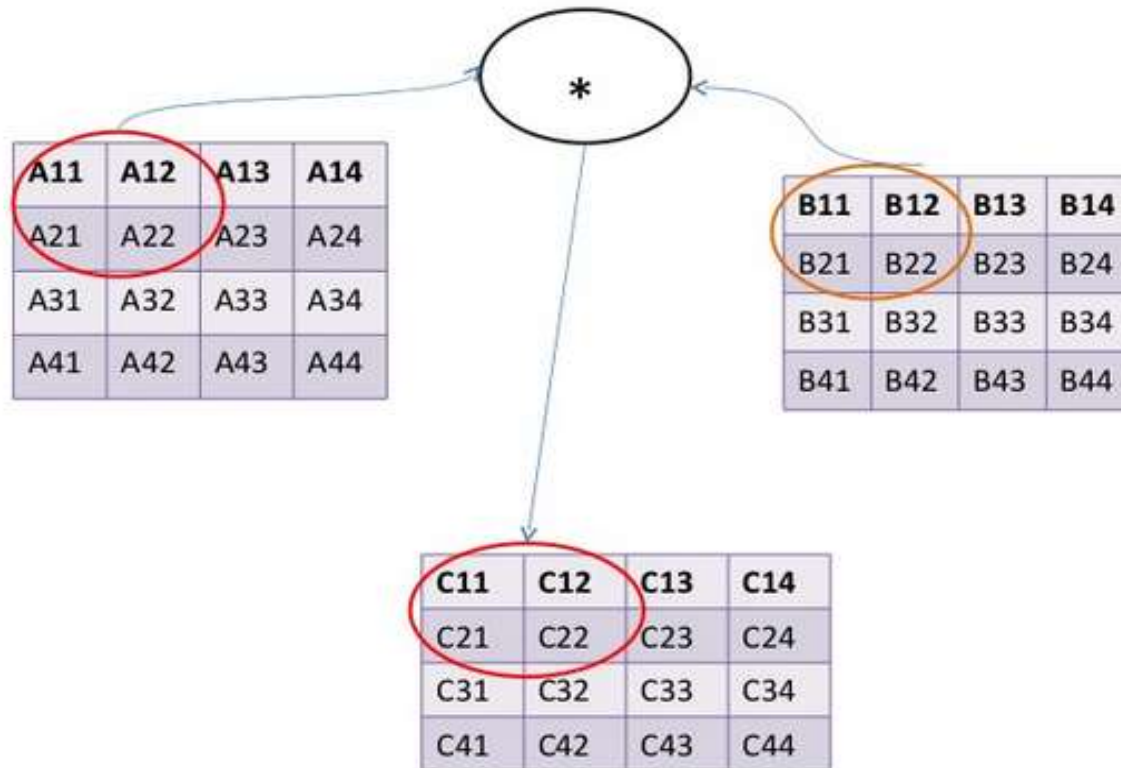 *
A11 A12 A13 A14
A21 A22 A23 A24
A31 A32 A33 A34
A41 A42 A43 A44
B11 B12 B13 B14
B21 B22 B23 B24
B31 B32 B33 B34
B41 B42 B43 B44
C11 C12 C13 C14
C21 C22 C23 C24
C31 C32 C33 C34
C41 C42 C43 C44